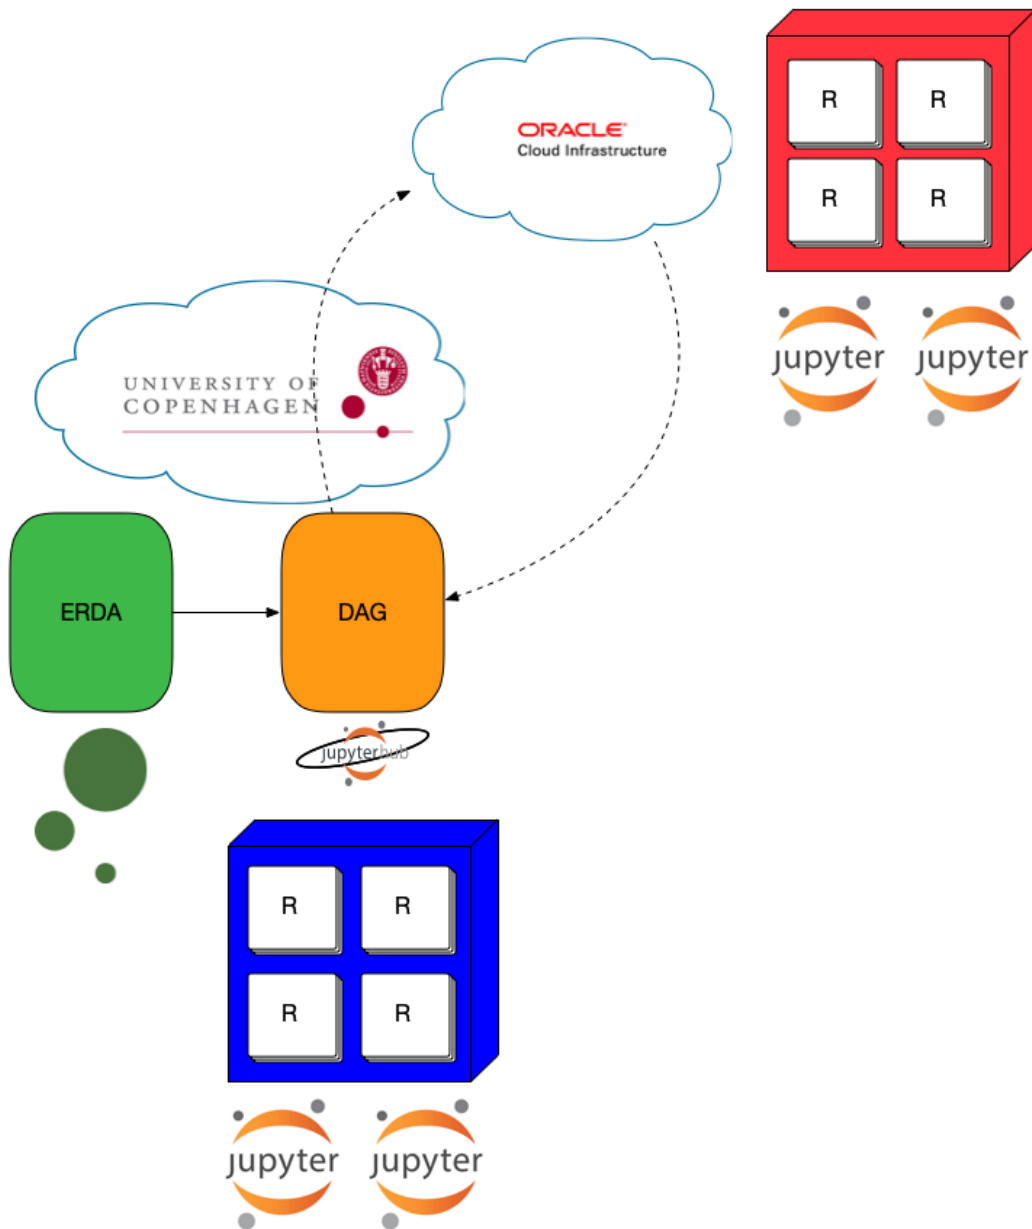 ORACLE
Cloud Infrastructure
R R
R R
jupyter jupyter
UNIVERSITY OF
COPENHAGEN
ERDA
DAG
jupyterhub
R R
R R
jupyter jupyter